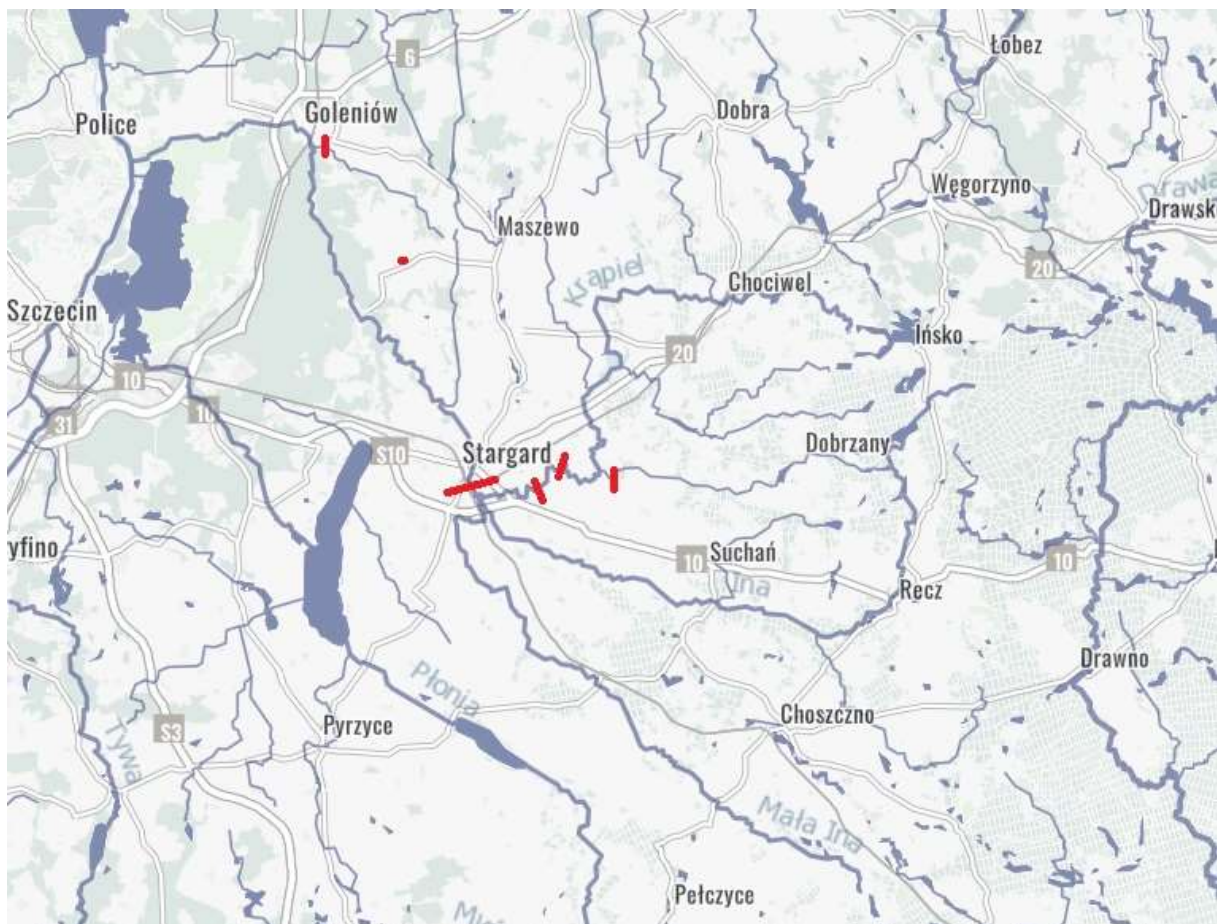 Łobez
6
Goleniów
Dobra
Police
Węgorzyno
Drawa
Drawsk
Maszewo
Krąpiel
20
Chociwel
Szczecin
Ińsko
20
10
10
31
Stargard
Dobrzany
S10
yfino
10
Suchań
10
Ina
Recz
Drawno
Płonia
Choszczno
Pyrzyce
S3
Tywa
Mała Ina
Pełczyce